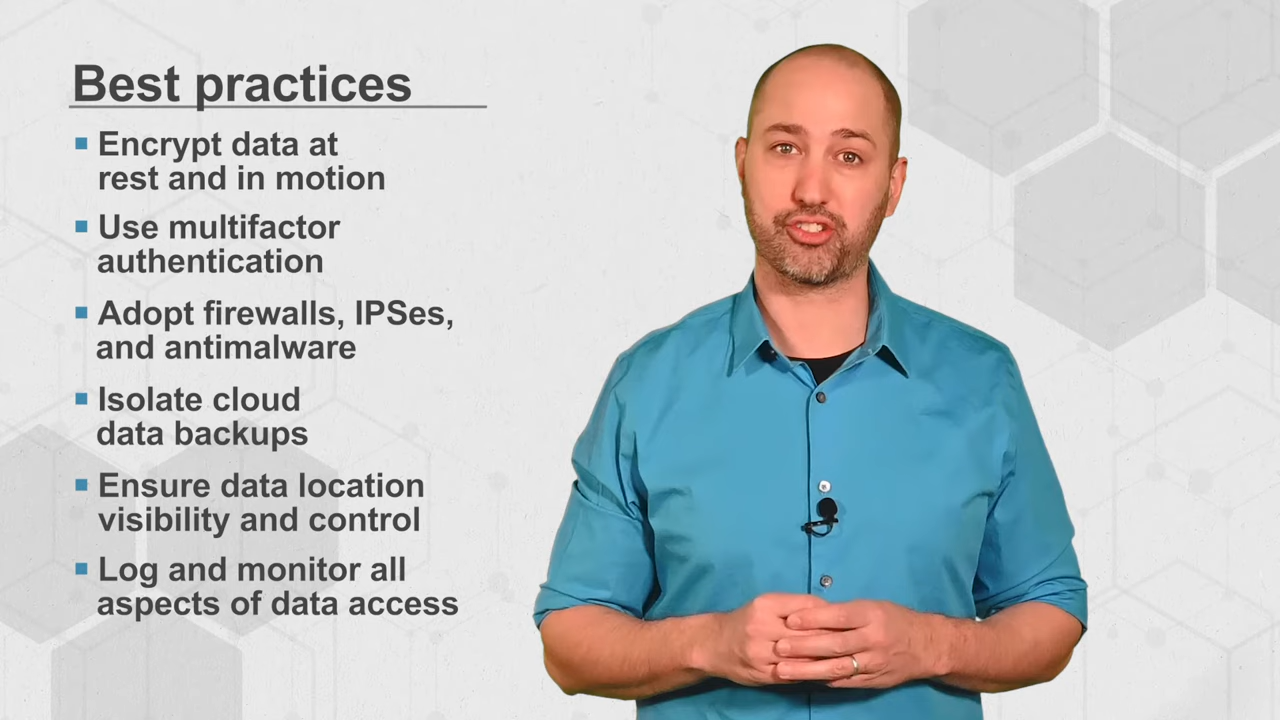 Best practices
Encrypt data at
rest and in motion
Use multifactor
authentication
Adopt firewalls, IPSes,
and antimalware
Isolate cloud
data backups
Ensure data location
visibility and control
Log and monitor all
aspects of data access